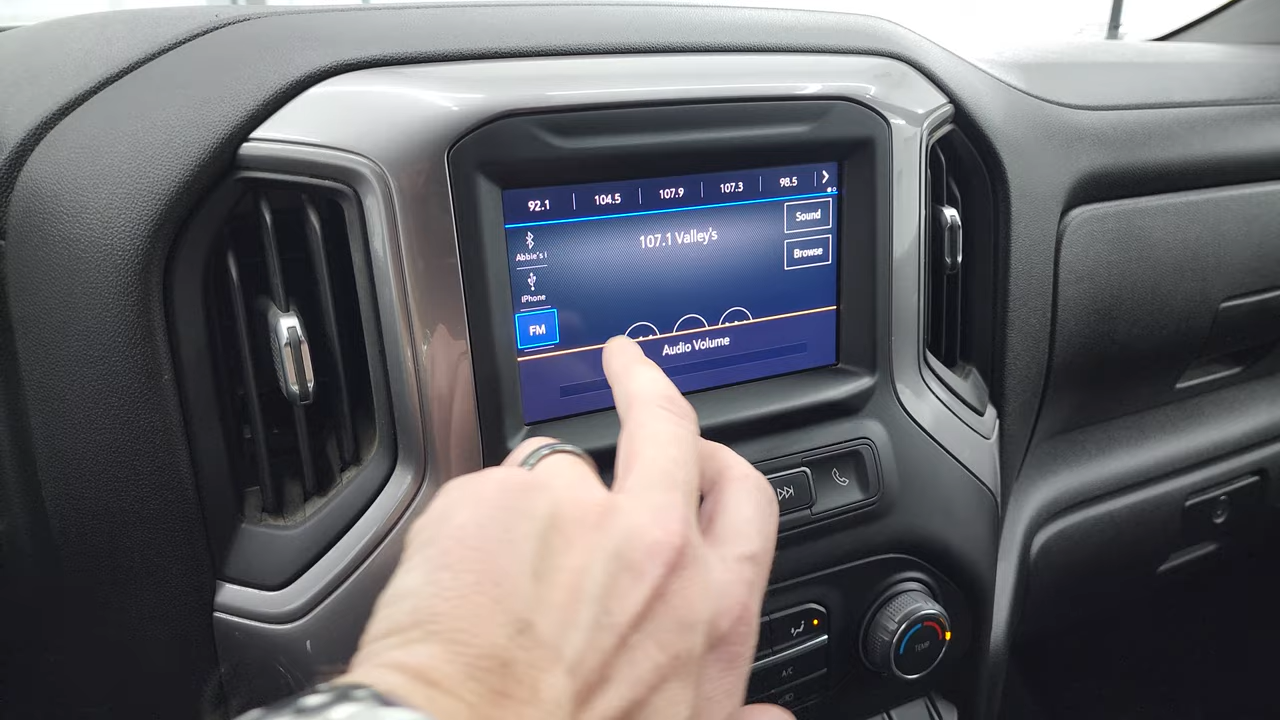 92.1 104.5 107.9 107.3 98.5
Sound
107.1 Valley's
Browse
Abbie's i
iPhone
FM
Audio Volume
TEMP
A/C